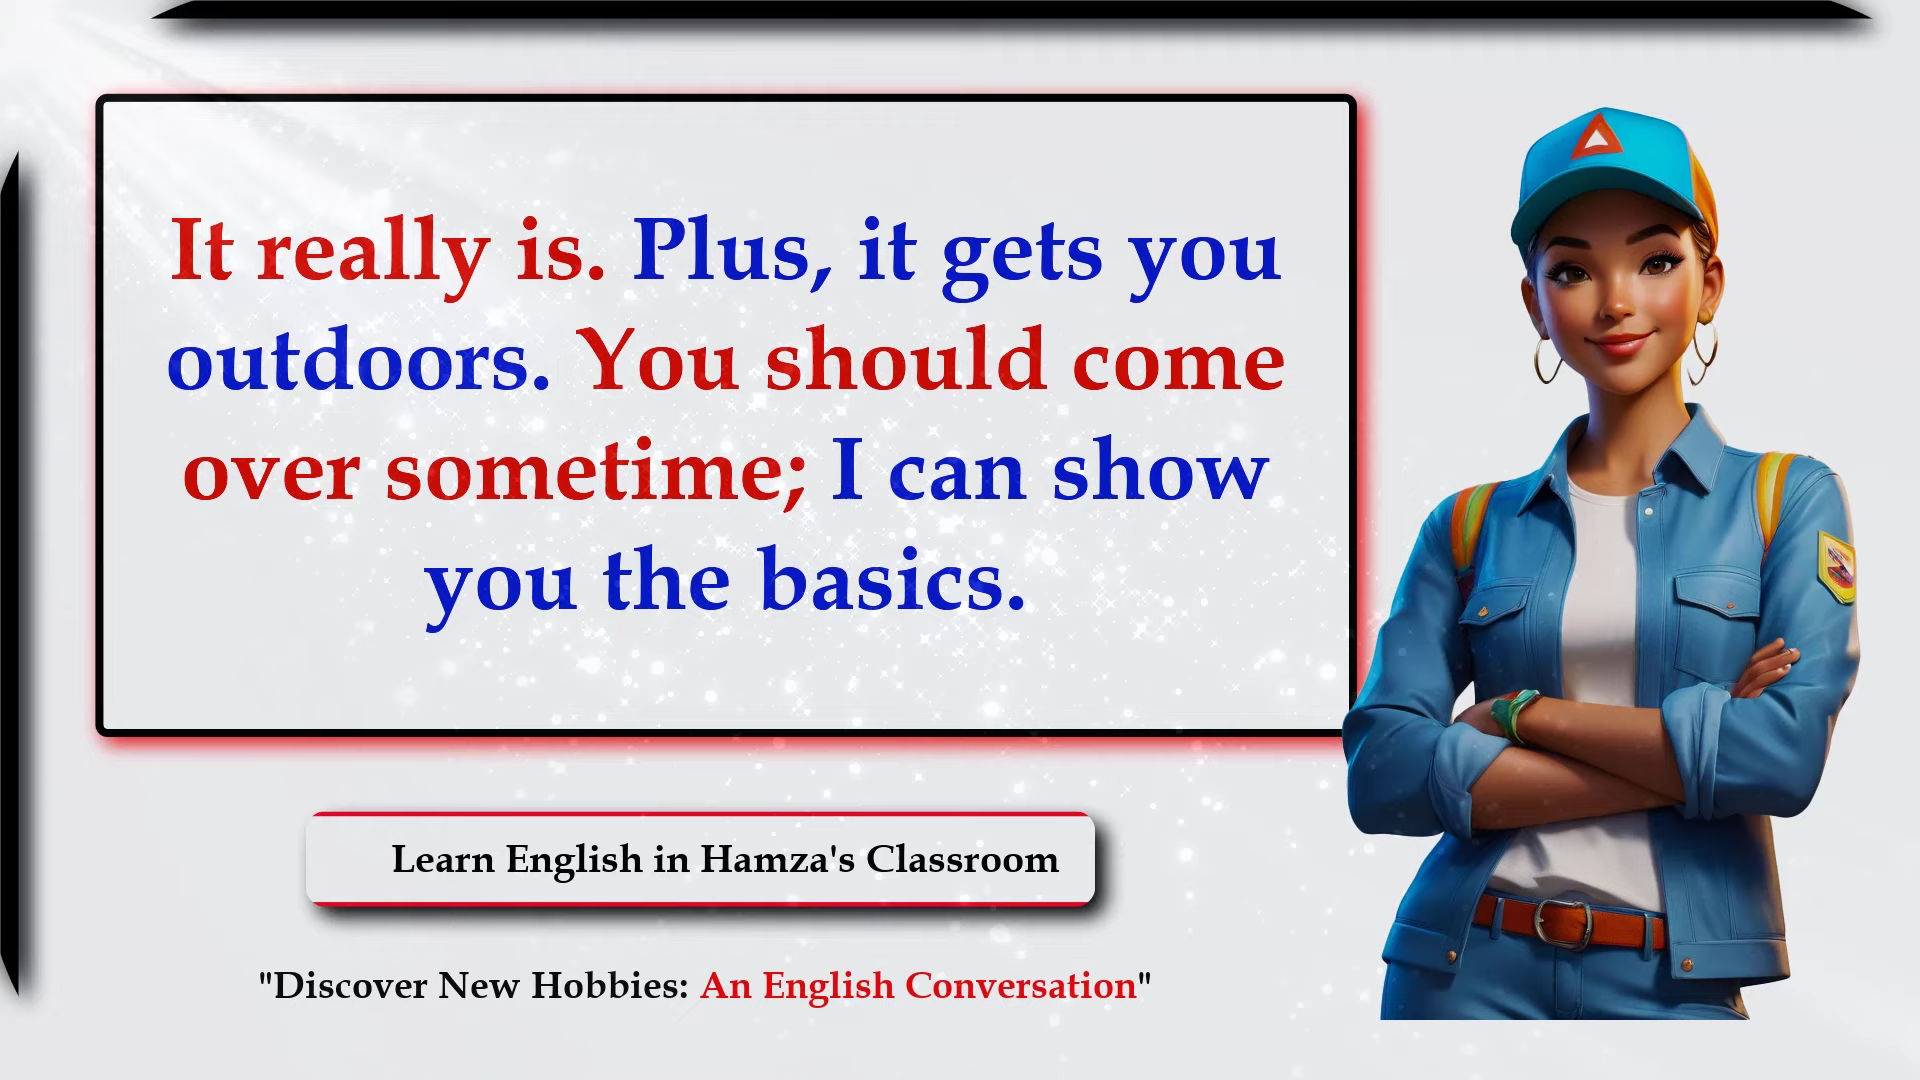 It really is. Plus, it gets you
outdoors. You should come
over sometime; I can show
you the basics.
Learn English in Hamza's Classroom
"Discover New Hobbies: An English Conversation"